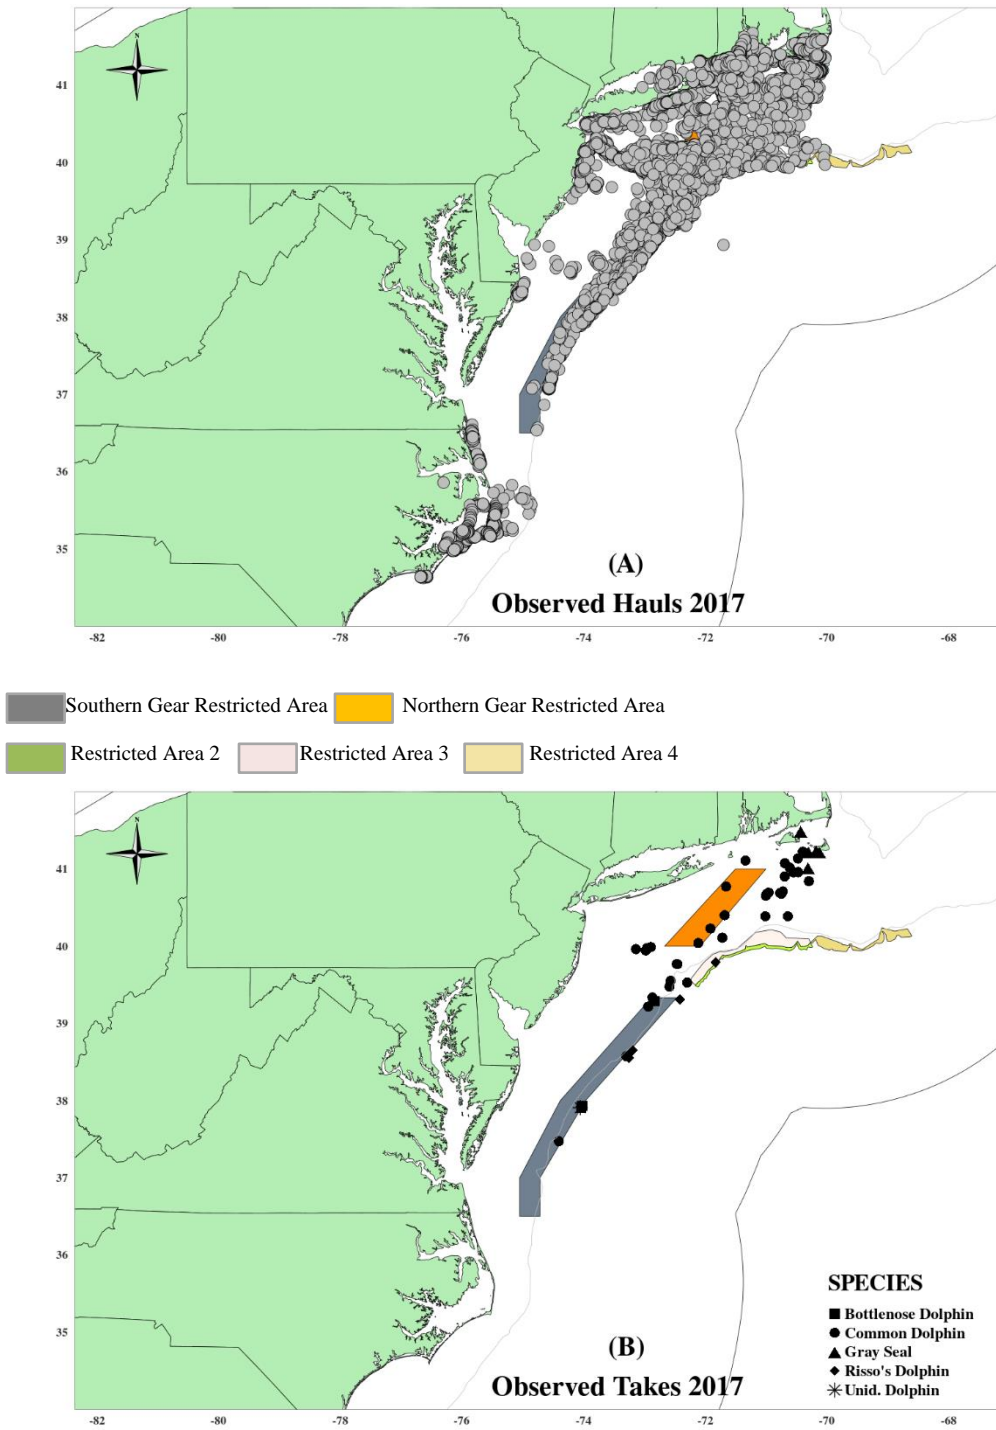 N
41
40
39
38
37
36
35
(A)
Observed Hauls 2017
-82 -80 -78 -76 -74 -72 -70 -68
Southern Gear Restricted Area Northern Gear Restricted Area
Restricted Area 2 Restricted Area 3 Restricted Area 4
N
41
40
39
38
37
36
35
SPECIES
Bottlenose Dolphin
Common Dolphin
Gray Seal
Risso's Dolphin
Unid. Dolphin
(B)
Observed Takes 2017
-82 -80 -78 -76 -74 -72 -70 -68